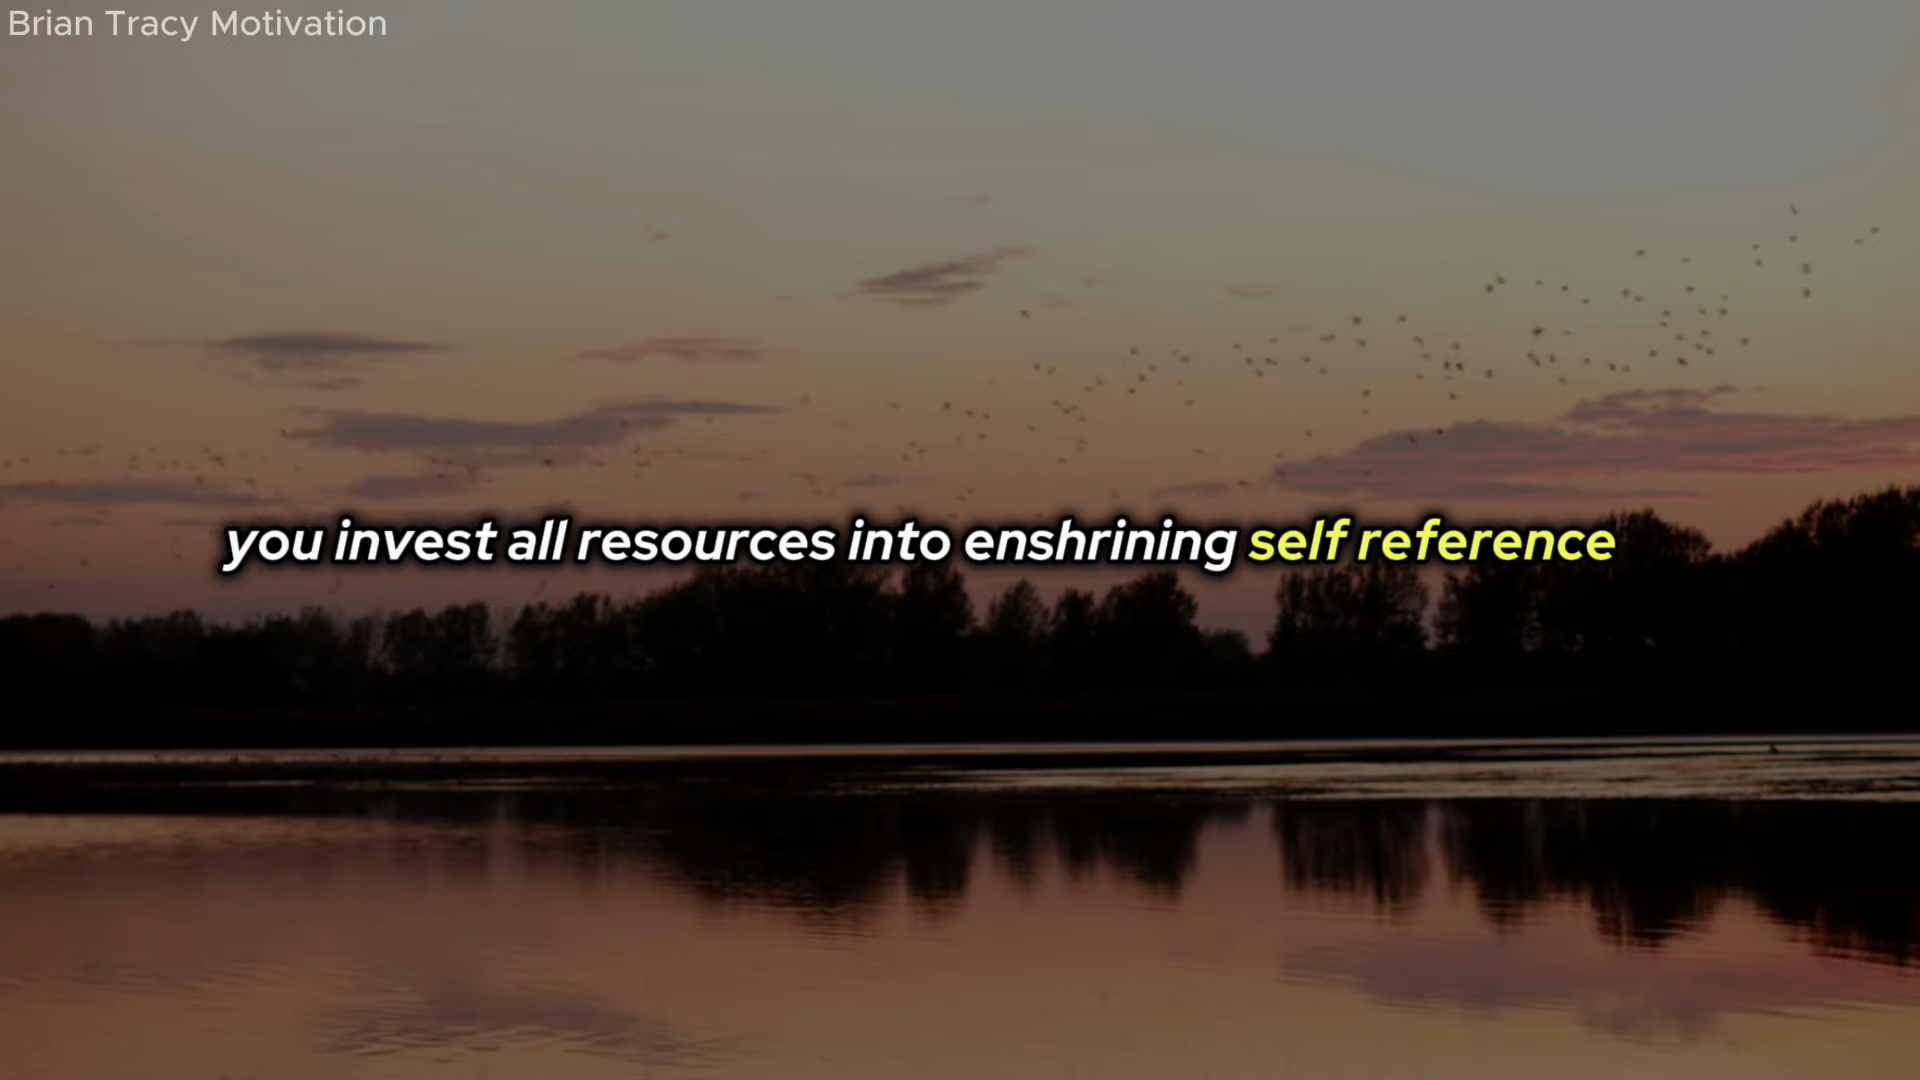 Brian Tracy Motivation
you invest all resources into enshrining self reference